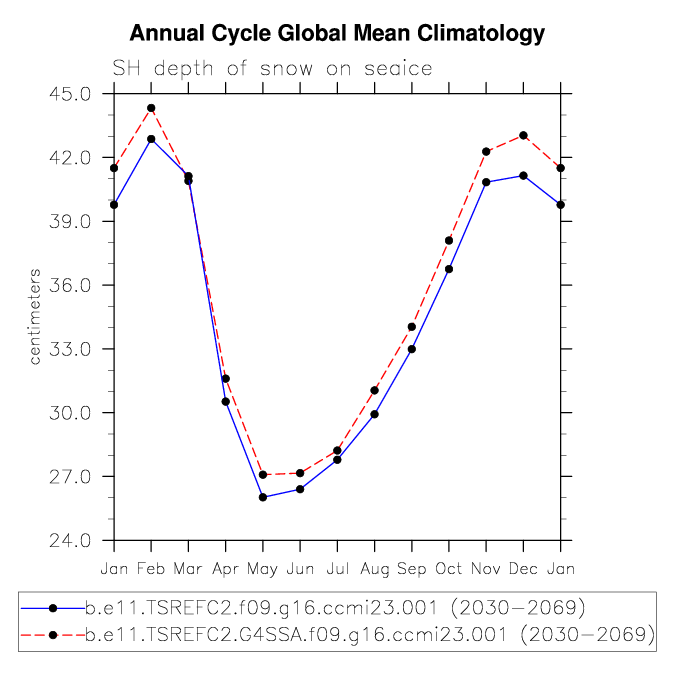 Annual Cycle Global Mean Climatology
SH depth of snow on seaice
45.0
42.0
39.0
36.0
33.0
30.0
27.0
24.0
centimeters
Jan Feb Mar Apr May Jun Jul Aug Sep Oct Nov Dec Jan
b.e11.TSREFC2.f09.g16.ccmi23.001 (2030-2069)
b.e11.TSREFC2.G4SSA.f09.g16.ccmi23.001 (2030-2069)